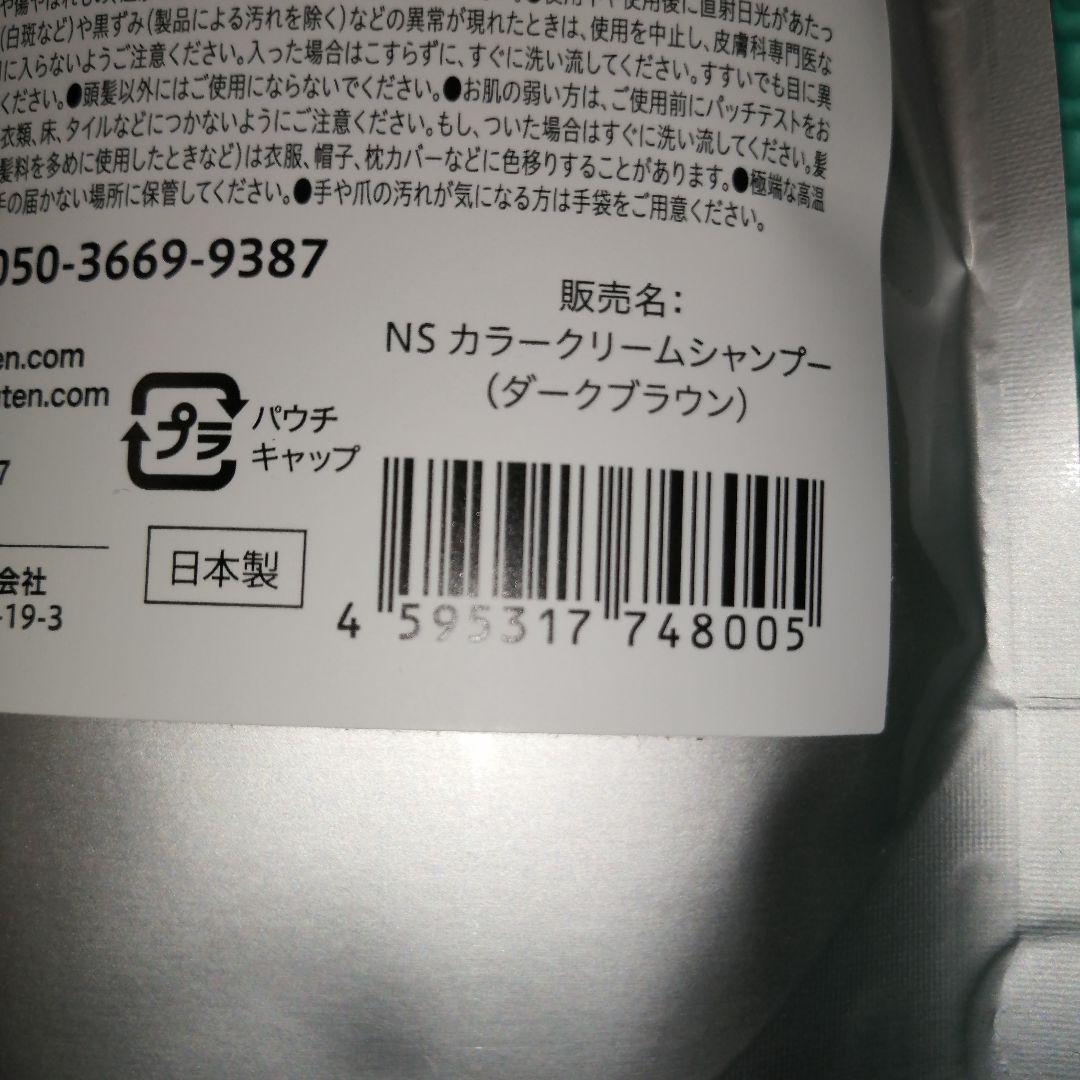 使用中や使用後に直射日光があたっ
(白斑など)や黒ずみ(製品による汚れを除く)などの異常が現れたときは、使用を中止し、皮膚科専門医な
に入らないようご注意ください。入った場合はこすらずに、すぐに洗い流してください。すすいでも目に異
ください。●頭髪以外にはご使用にならないでください。●お肌の弱い方は、ご使用前にパッチテストをお
衣類、床、タイルなどにつかないようにご注意ください。もし、ついた場合はすぐに洗い流してください。髪
髪料を多めに使用したときなど)は衣服、帽子、枕カバーなどに色移りすることがあります。●極端な高温
手の届かない場所に保管してください。●手や爪の汚れが気になる方は手袋をご用意ください。
050-3669-9387
販売名:
NS カラークリームシャンプー
(ダークブラウン)
en.com
ten.com
プラ
パウチ
キャップ
7
日本製
会社
-19-3
4 595317 748005